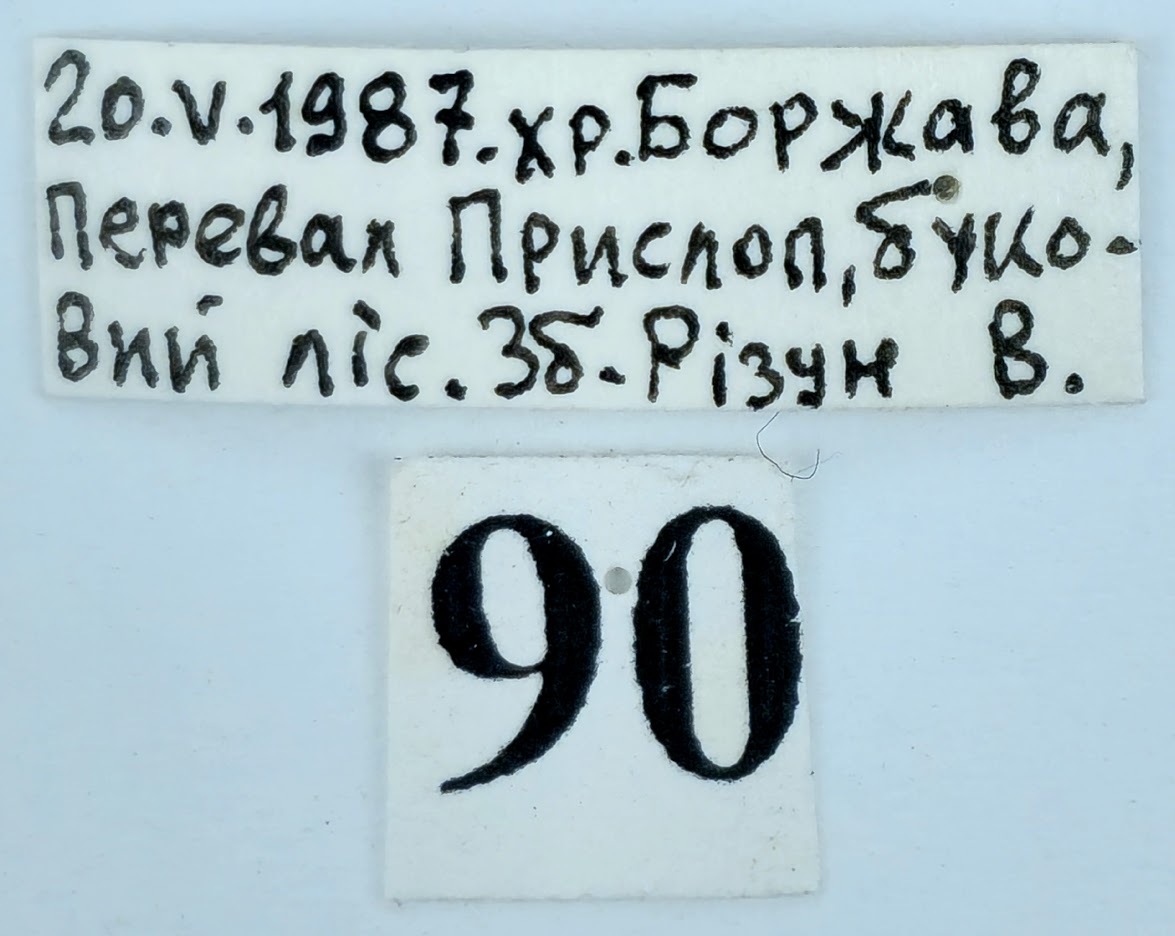 20.V.1987. хр. Боржава,
Перевал Прислоп, буко-
вий ліс. Зб. Різун В.
90